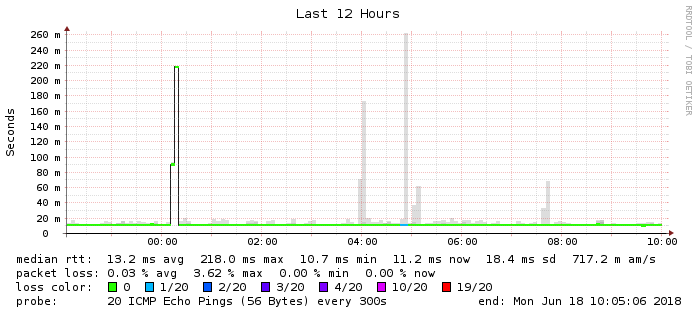 Last 12 Hours
RRDTOOL / TOBI OETIKER
Seconds
260 m
240 m
220 m
200 m
180 m
160 m
140 m
120 m
100 m
80 m
60 m
40 m
20 m
0
00:00 02:00 04:00 06:00 08:00 10:00
median rtt: 13.2 ms avg 218.0 ms max 10.7 ms min 11.2 ms now 18.4 ms sd 717.2 m am/s
packet loss: 0.03 % avg 3.62 % max 0.00 % min 0.00 % now
loss color: 0 1/20 2/20 3/20 4/20 10/20 19/20
probe: 20 ICMP Echo Pings (56 Bytes) every 300s end: Mon Jun 18 10:05:06 2018